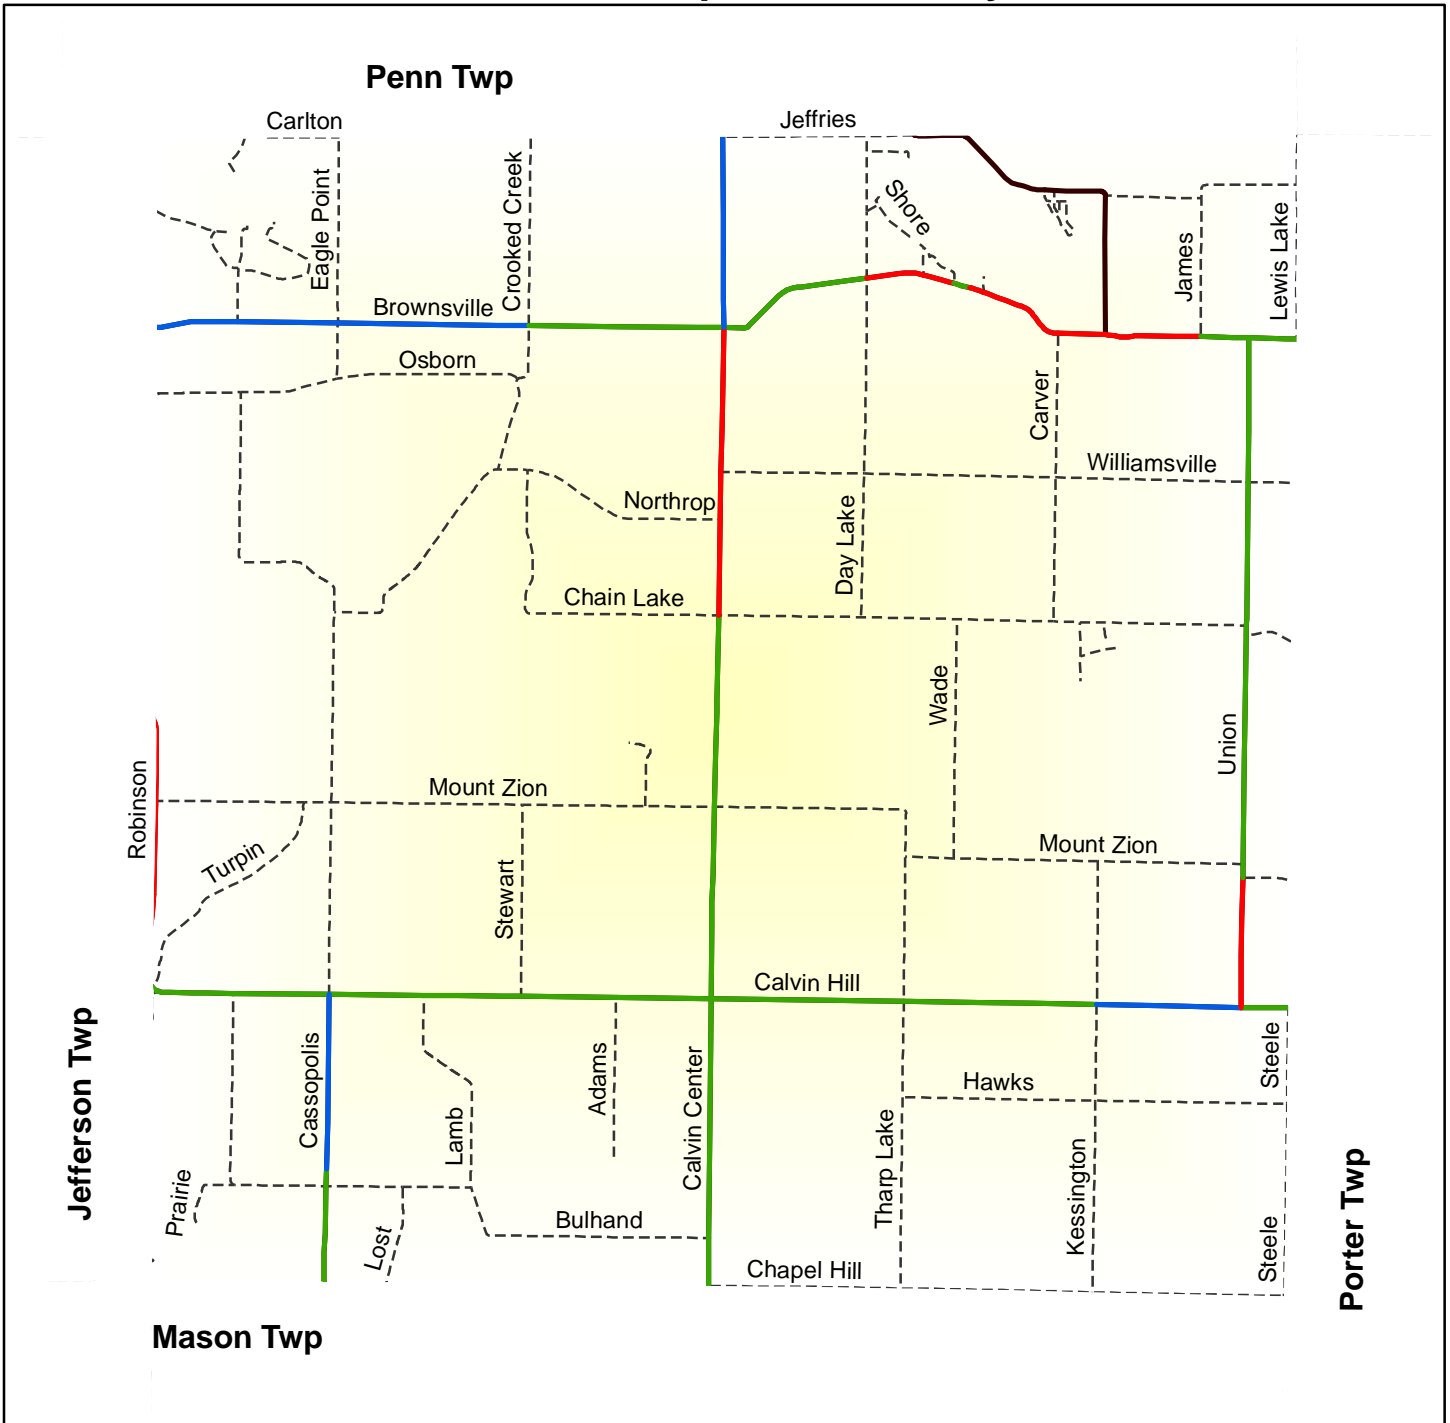 Penn Twp
Carlton
Jeffries
Eagle Point
Crooked Creek
Shore
James
Lewis Lake
Brownsville
Osborn
Carver
Williamsville
Northrop
Day Lake
Chain Lake
Wade
Union
Robinson
Mount Zion
Turpin
Stewart
Mount Zion
Calvin Hill
Jefferson Twp
Cassopolis
Lamb
Adams
Calvin Center
Hawks
Steele
Tharp Lake
Kessington
Prairie
Lost
Bulhand
Steele
Porter Twp
Chapel Hill
Mason Twp